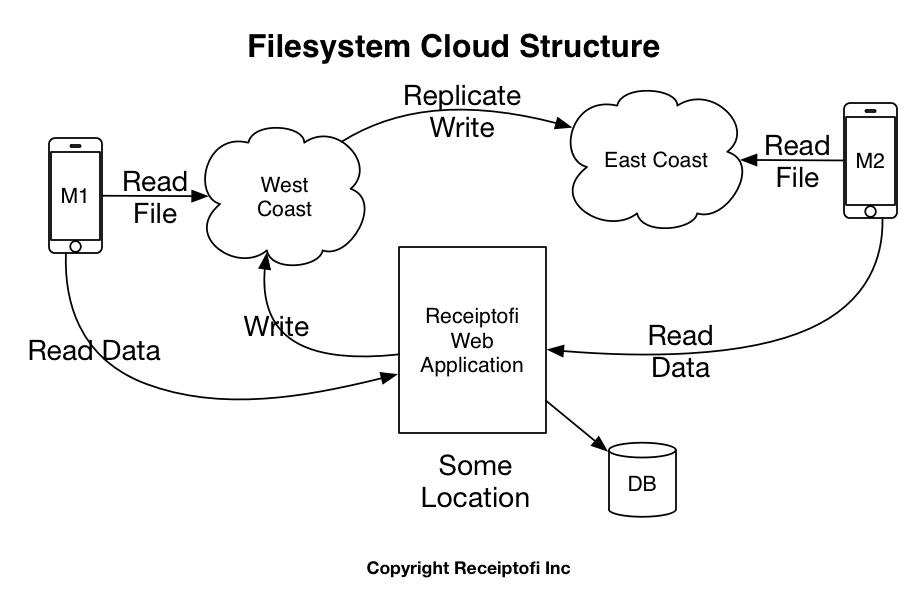 Filesystem Cloud Structure
Replicate
Write
East Coast
Read
File
M2
M1
Read
File
West
Coast
Receiptofi
Web
Application
Write
Read Data
Read
Data
Some
Location
DB
Copyright Receiptofi Inc